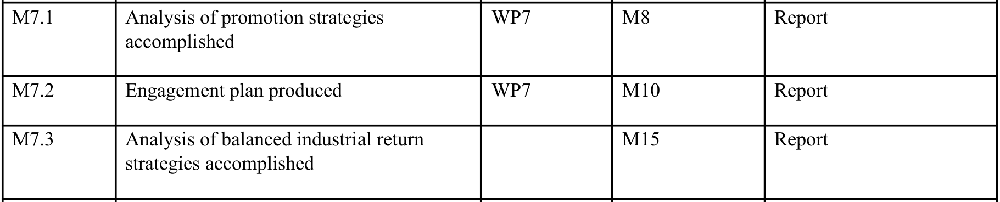 M7.1 Analysis of promotion strategies WP7 M8 Report
accomplished
M7.2 Engagement plan produced WP7 M10 Report
M7.3 Analysis of balanced industrial return M15 Report
strategies accomplished